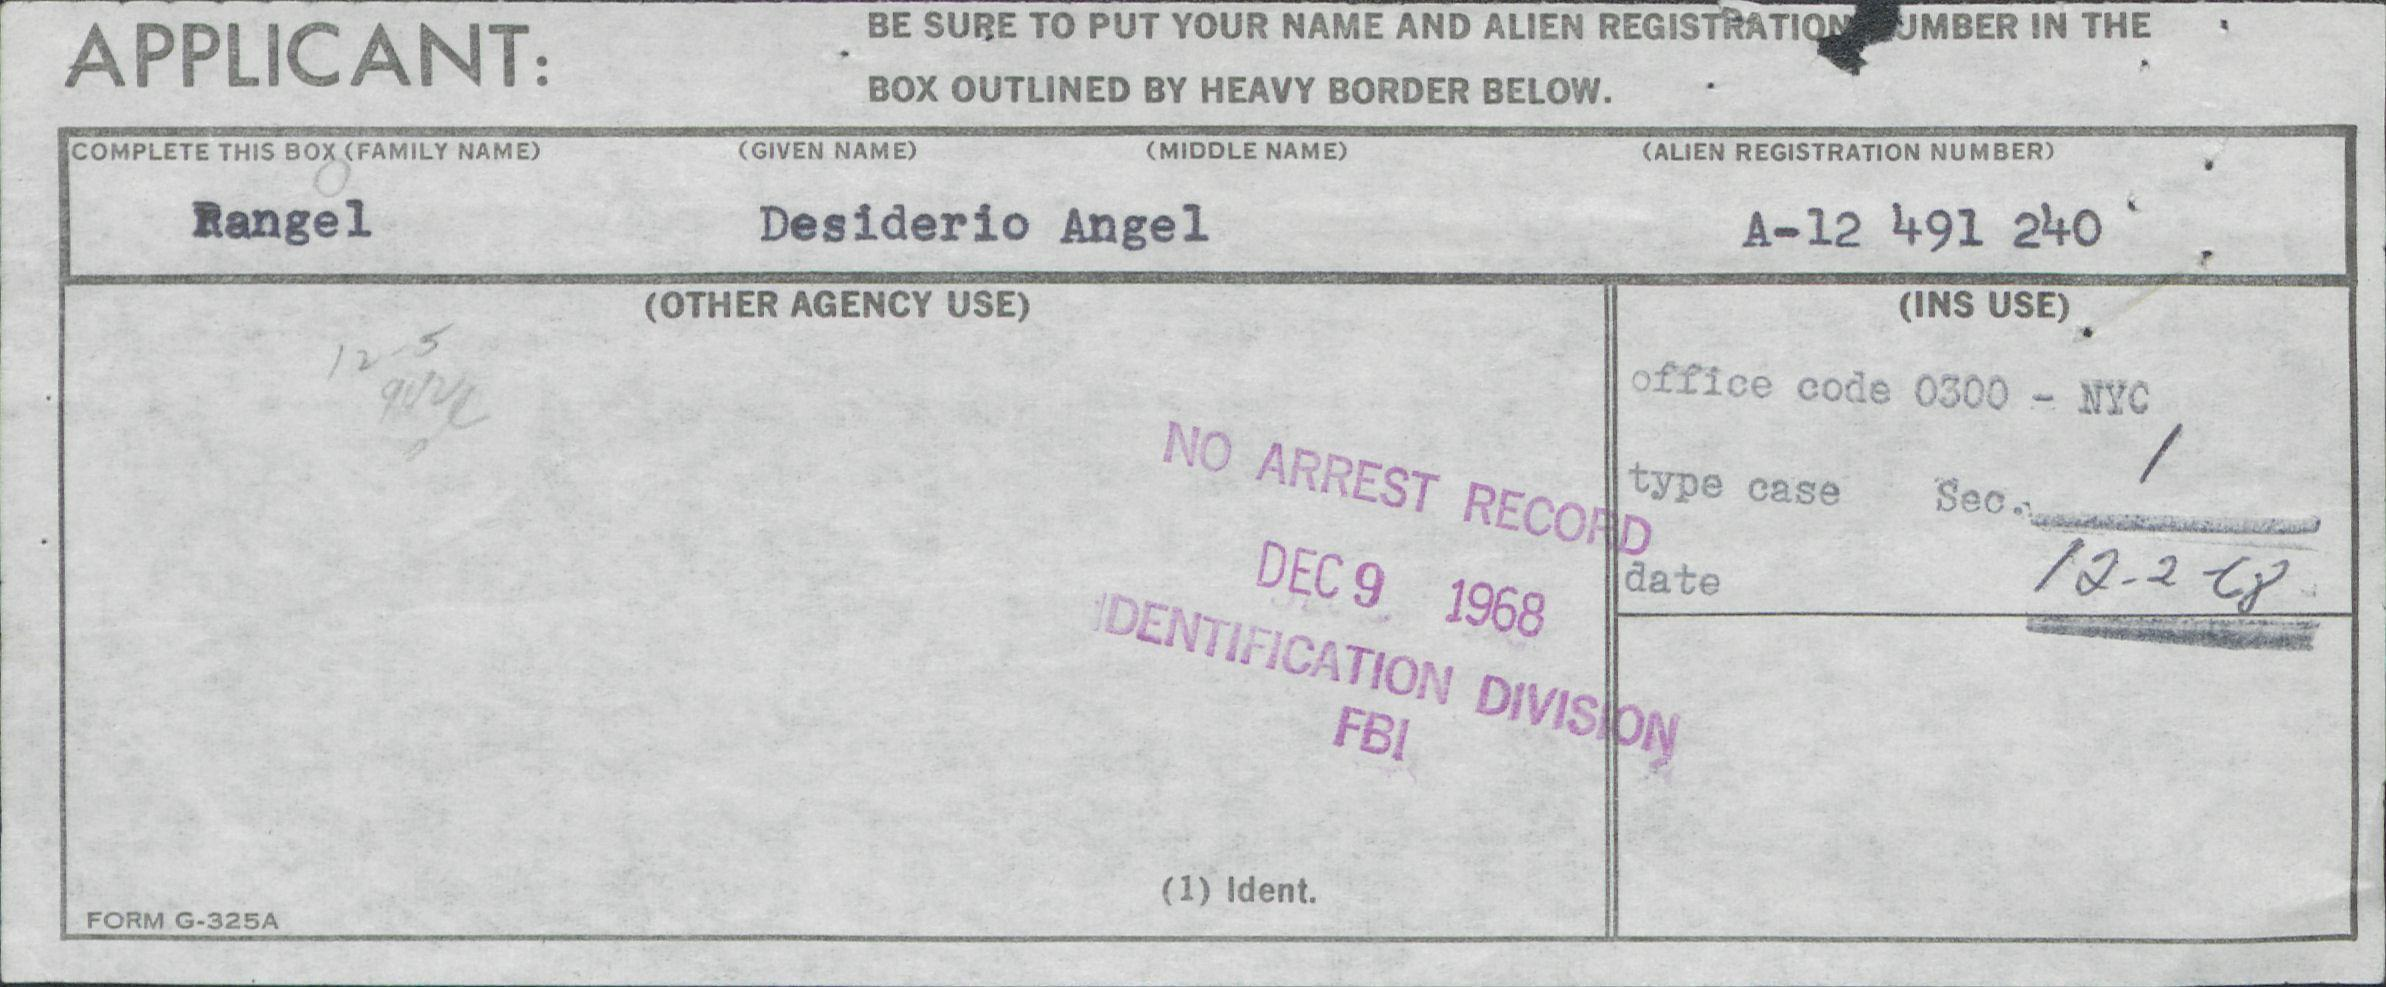 APPLICANT:
BE SURE TO PUT YOUR NAME AND ALIEN REGISTRATION NUMBER IN THE
BOX OUTLINED BY HEAVY BORDER BELOW.
COMPLETE THIS BOX (FAMILY NAME) (GIVEN NAME) (MIDDLE NAME) (ALIEN REGISTRATION NUMBER)
Rangel Desiderio Angel A-12 491 240
(OTHER AGENCY USE)
12-5
NO ARREST RECORD
DEC 9 1968
IDENTIFICATION DIVISION
FBI
(1) Ident.
FORM G-325A
(INS USE)
office code 0300 - NYC
type case Sec. 1
date 12-2-68